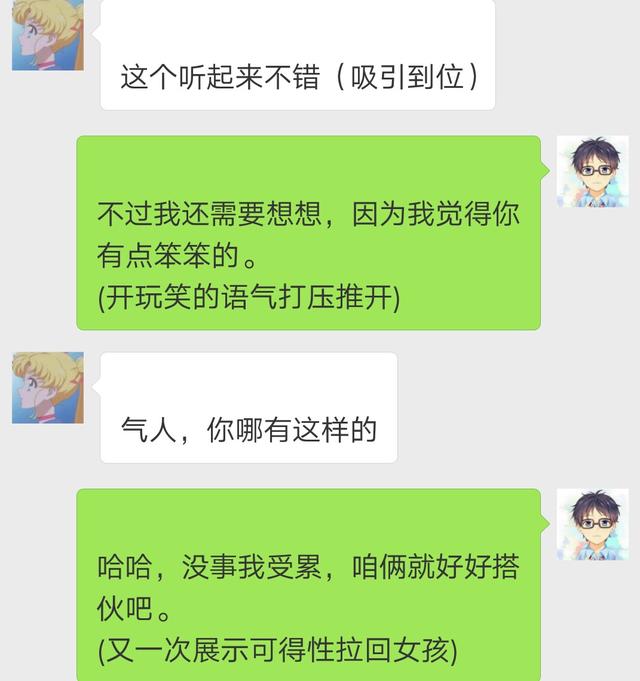 这个听起来不错（吸引到位）
不过我还需要想想，因为我觉得你
有点笨笨的。
(开玩笑的语气打压推开)
气人，你哪有这样的
哈哈，没事我受累，咱俩就好好搭
伙吧。
(又一次展示可得性拉回女孩)